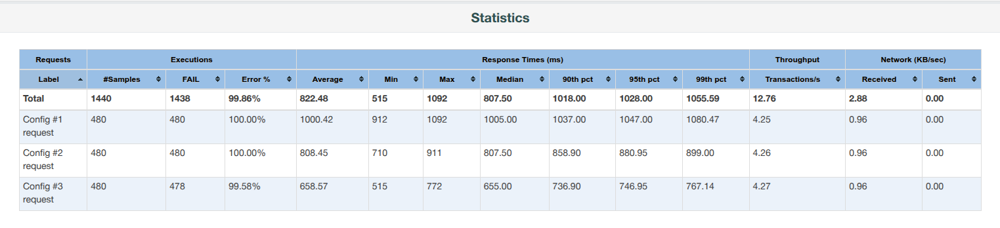 Statistics
Requests Executions Response Times (ms) Throughput Network (KB/sec)
Label #Samples FAIL Error % Average Min Max Median 90th pct 95th pct 99th pct Transactions/s Received Sent
Total 1440 1438 99.86% 822.48 515 1092 807.50 1018.00 1028.00 1055.59 12.76 2.88 0.00
Config #1 480 480 100.00% 1000.42 912 1092 1005.00 1037.00 1047.00 1080.47 4.25 0.96 0.00
request
Config #2 480 480 100.00% 808.45 710 911 807.50 858.90 880.95 899.00 4.26 0.96 0.00
request
Config #3 480 478 99.58% 658.57 515 772 655.00 736.90 746.95 767.14 4.27 0.96 0.00
request